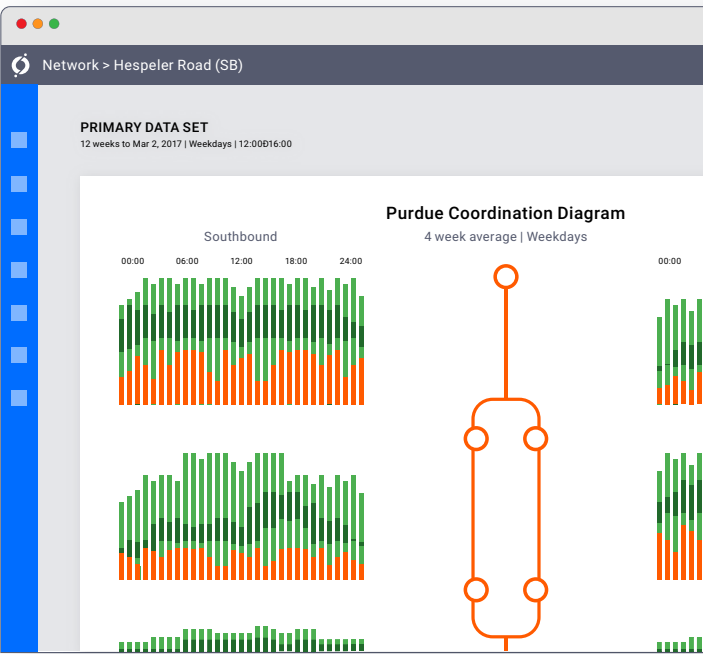 Network > Hespeler Road (SB)
PRIMARY DATA SET
12 weeks to Mar 2, 2017 | Weekdays | 12:00Ð16:00
Purdue Coordination Diagram
Southbound
4 week average | Weekdays
00:00 06:00 12:00 18:00 24:00
00:00